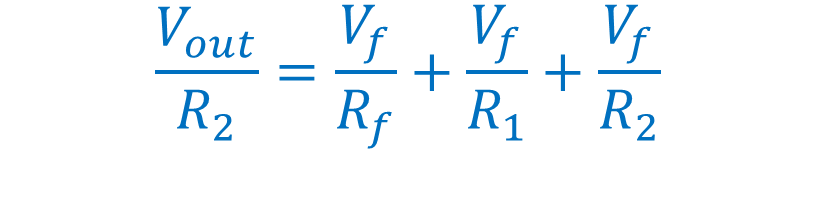 V_out/R_2 = V_f/R_f + V_f/R_1 + V_f/R_2